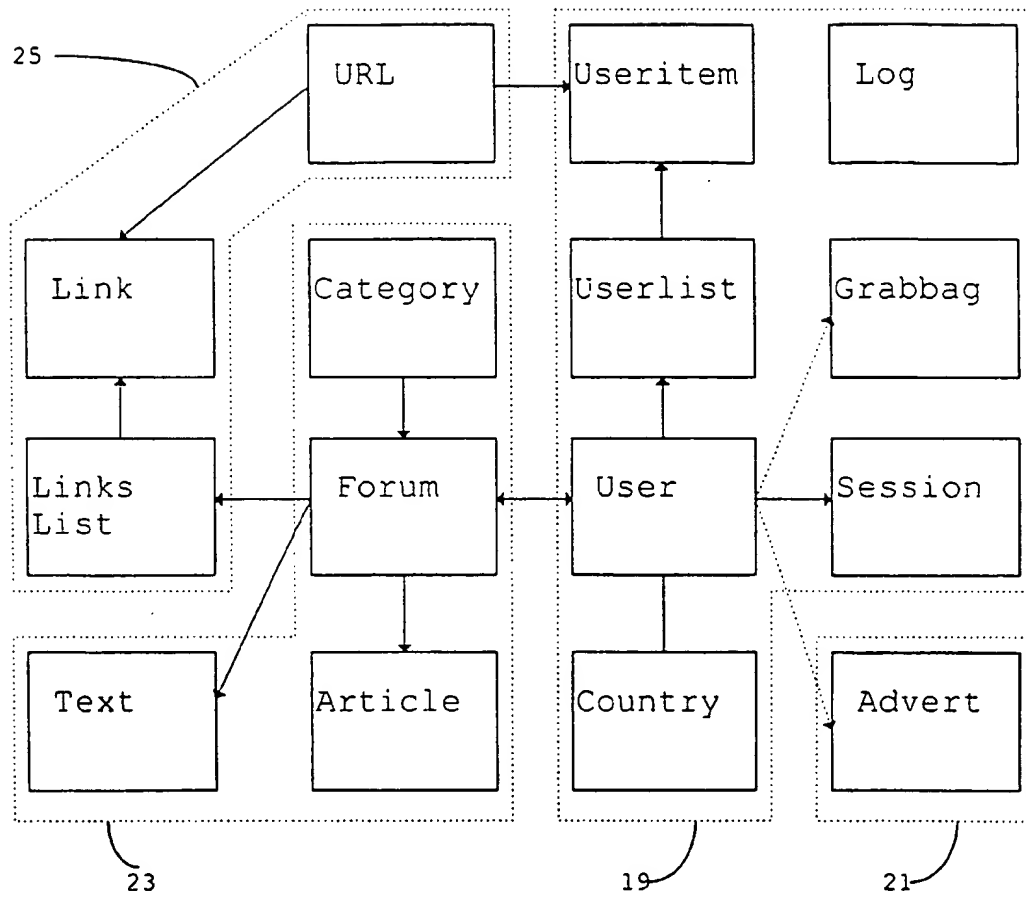 25
URL
Useritem
Log
Link
Category
Userlist
Grabbag
Links
List
Forum
User
Session
Text
Article
Country
Advert
23
19
21